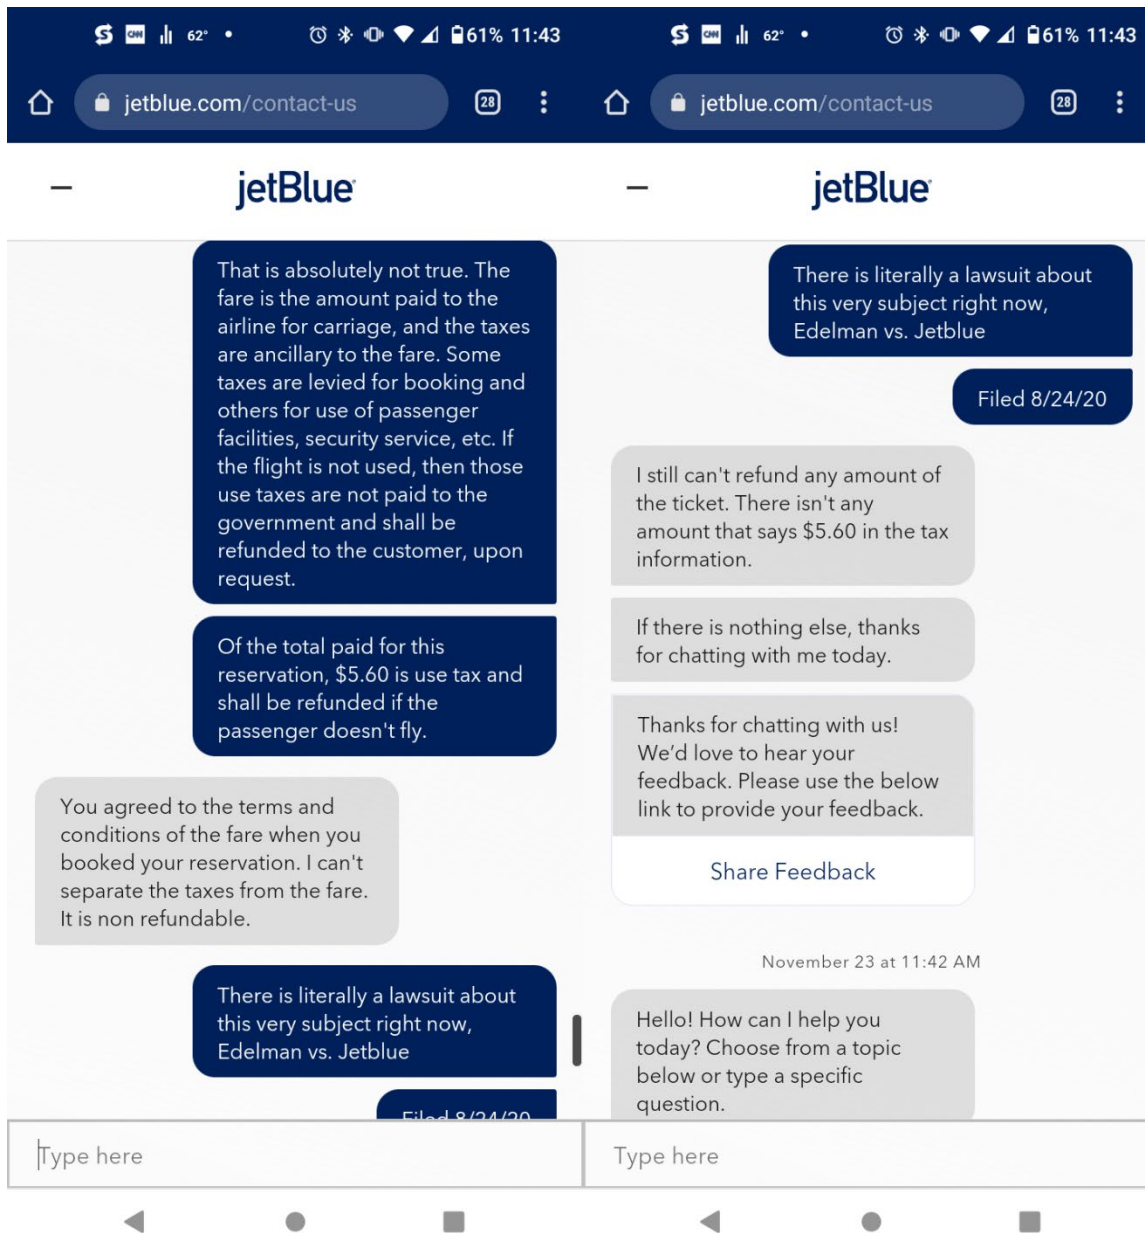 62° • 61% 11:43
jetblue.com/contact-us 28
jetBlue
That is absolutely not true. The
fare is the amount paid to the
airline for carriage, and the taxes
are ancillary to the fare. Some
taxes are levied for booking and
others for use of passenger
facilities, security service, etc. If
the flight is not used, then those
use taxes are not paid to the
government and shall be
refunded to the customer, upon
request.
Of the total paid for this
reservation, $5.60 is use tax and
shall be refunded if the
passenger doesn't fly.
You agreed to the terms and
conditions of the fare when you
booked your reservation. I can't
separate the taxes from the fare.
It is non refundable.
There is literally a lawsuit about
this very subject right now,
Edelman vs. Jetblue
Filed 8/24/20
Type here
CNN 62° • 61% 11:43
jetblue.com/contact-us 28
jetBlue
There is literally a lawsuit about
this very subject right now,
Edelman vs. Jetblue
Filed 8/24/20
I still can't refund any amount of
the ticket. There isn't any
amount that says $5.60 in the tax
information.
If there is nothing else, thanks
for chatting with me today.
Thanks for chatting with us!
We’d love to hear your
feedback. Please use the below
link to provide your feedback.
Share Feedback
November 23 at 11:42 AM
Hello! How can I help you
today? Choose from a topic
below or type a specific
question.
Type here